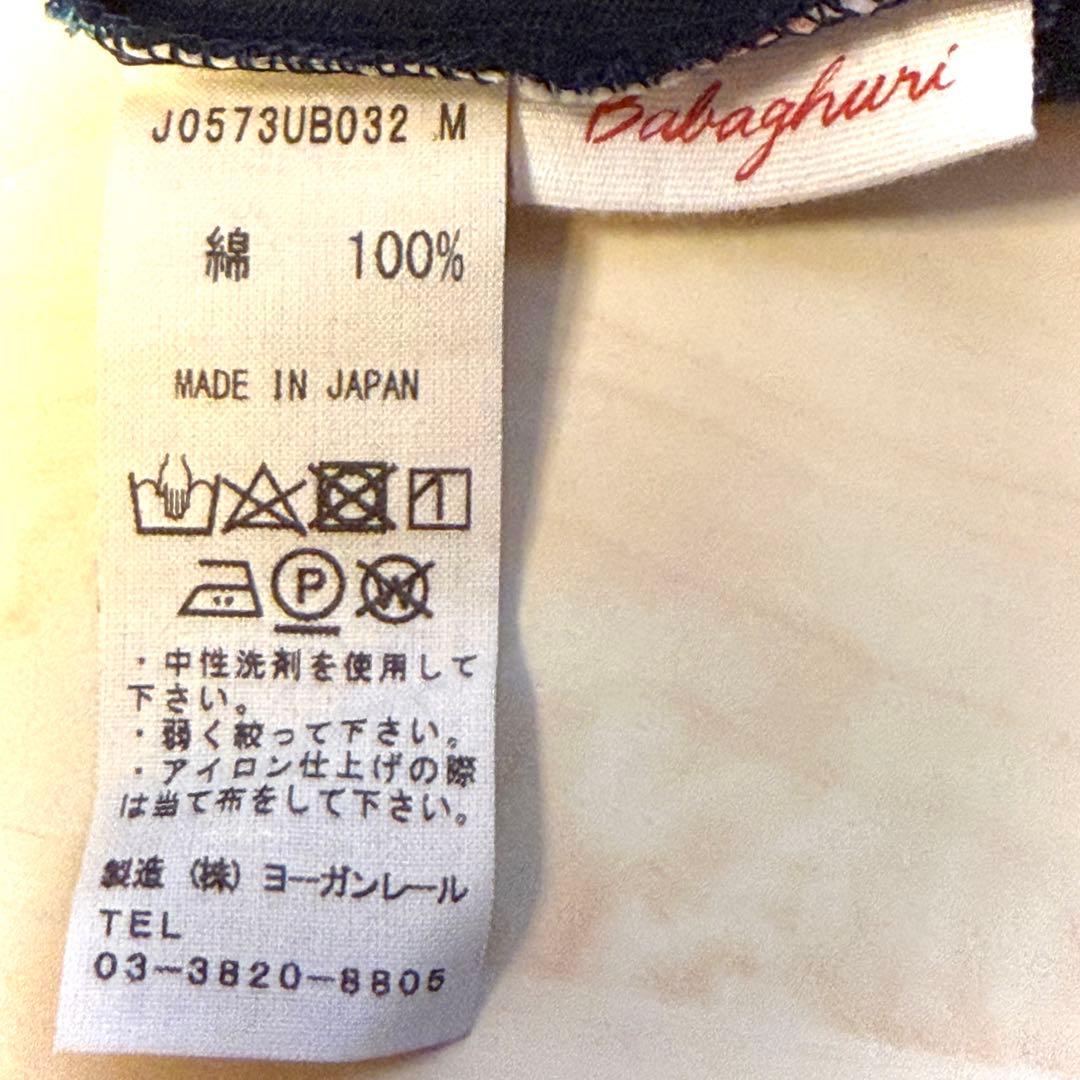 Babaghuri
J0573UB032 M
綿 100%
MADE IN JAPAN
1
P W
・中性洗剤を使用して
下さい。
・弱く絞って下さい。
・アイロン仕上げの際
は当て布をして下さい。
製造 (株) ヨーガンレール
TEL
03-3820-8805